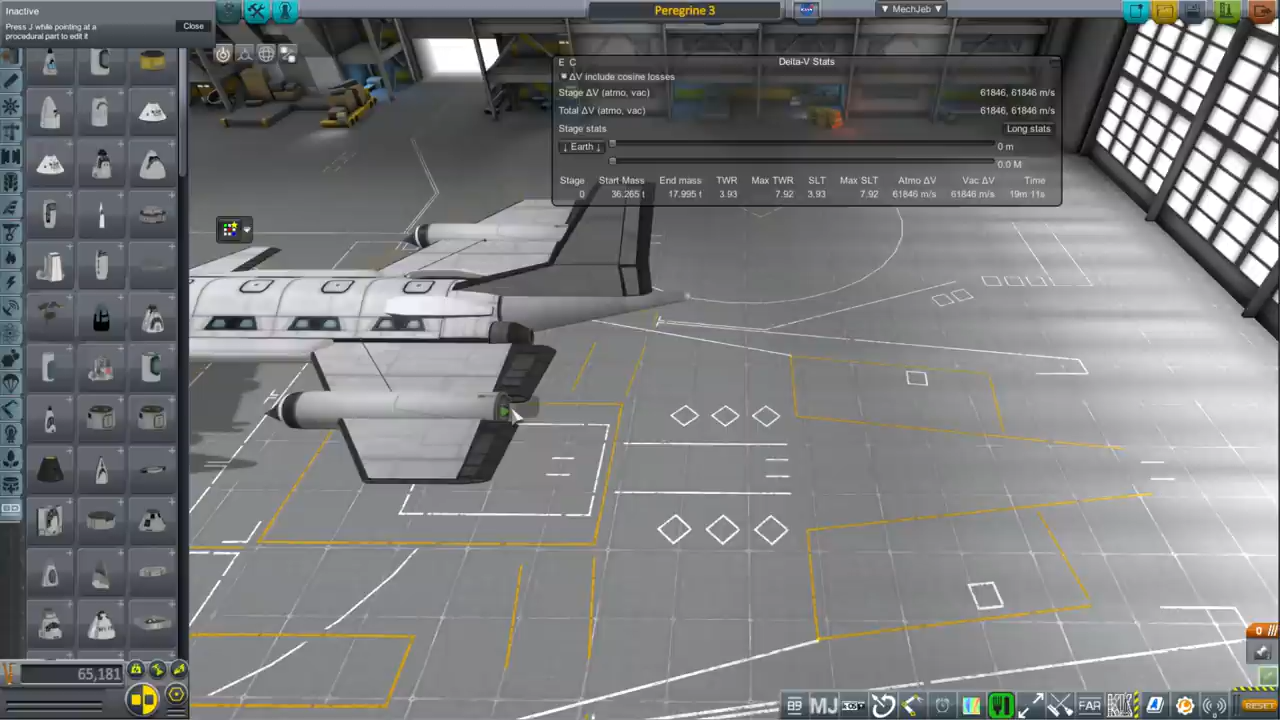 Inactive
Press J while pointing at a
procedural part to edit it
Close
Peregrine 3
▼ MechJeb ▼
E C
Delta-V Stats
ΔV include cosine losses
Stage ΔV (atmo, vac)
61846, 61846 m/s
Total ΔV (atmo, vac)
61846, 61846 m/s
Stage stats
Long stats
↓ Earth ↓
0 m
0.0 M
Stage Start Mass End mass TWR Max TWR SLT Max SLT Atmo ΔV Vac ΔV Time
0 36.265 t 17.995 t 3.93 7.92 3.93 7.92 61846 m/s 61846 m/s 19m 11s
65,181
0
B9 MJ FAR
RESET